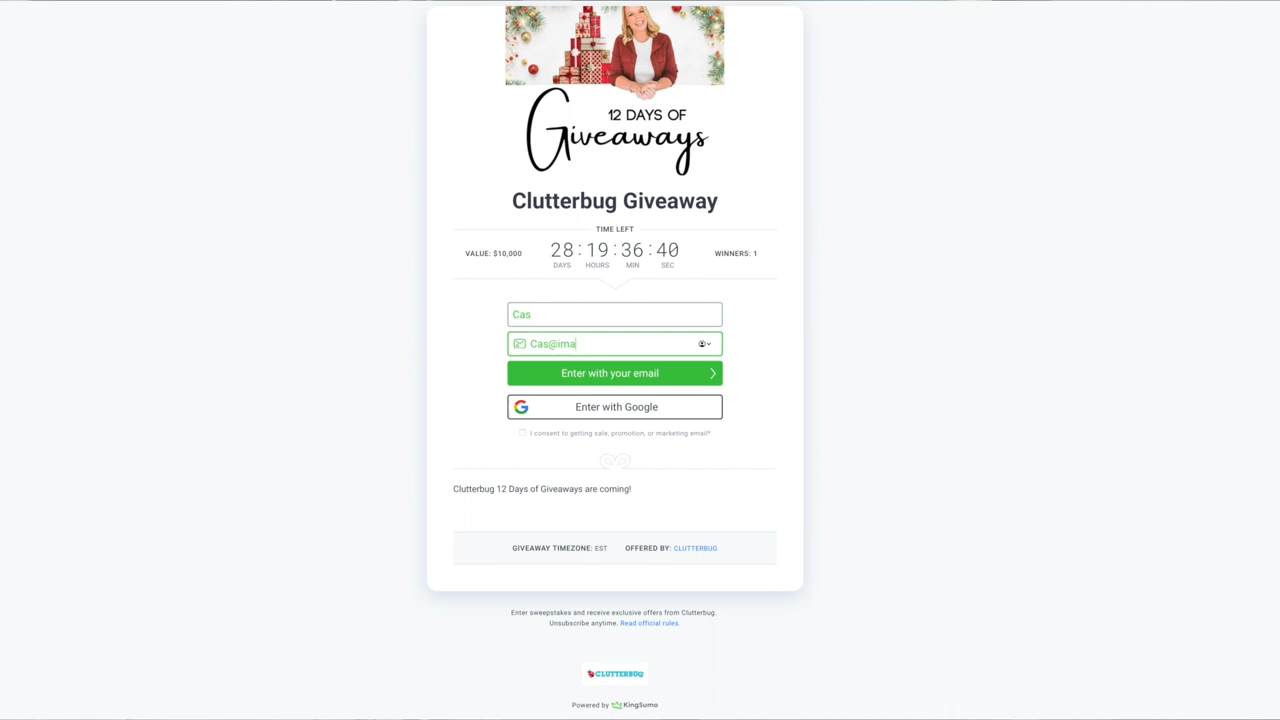 12 DAYS OF
Giveaways
Clutterbug Giveaway
TIME LEFT
VALUE: $10,000
28:19:36:40
WINNERS: 1
DAYS HOURS MIN SEC
Cas
Cas@ima
Enter with your email
Enter with Google
I consent to getting sale, promotion, or marketing email*
Clutterbug 12 Days of Giveaways are coming!
GIVEAWAY TIMEZONE: EST OFFERED BY: CLUTTERBUG
Enter sweepstakes and receive exclusive offers from Clutterbug.
Unsubscribe anytime. Read official rules.
CLUTTERBUG
Powered by KingSumo